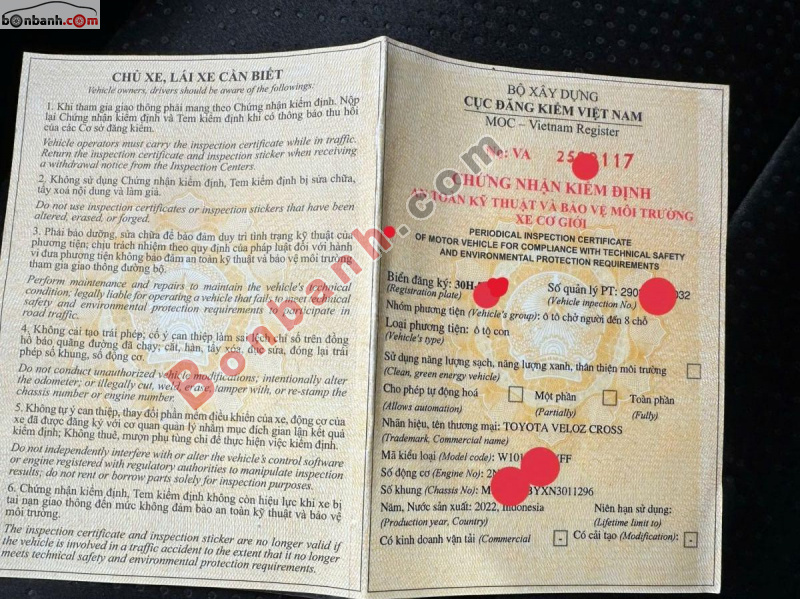 bonbanh.com
CHỦ XE, LÁI XE CẦN BIẾT
Vehicle owners, drivers should be aware of the followings:
1. Khi tham gia giao thông phải mang theo Chứng nhận kiểm định. Nộp
lại Chứng nhận kiểm định và Tem kiểm định khi có thông báo thu hồi
của các Cơ sở đăng kiểm.
Vehicle operators must carry the inspection certificate while in traffic.
Return the inspection certificate and inspection sticker when receiving
a withdrawal notice from the Inspection Centers.
2. Không sử dụng Chứng nhận kiểm định, Tem kiểm định bị sửa chữa,
tẩy xoá nội dung và làm giả.
Do not use inspection certificates or inspection stickers that have been
altered, erased, or forged.
3. Phải bảo dưỡng, sửa chữa để bảo đảm duy trì tình trạng kỹ thuật của
phương tiện; chịu trách nhiệm theo quy định của pháp luật đối với hành
vi đưa phương tiện không bảo đảm an toàn kỹ thuật và bảo vệ môi trường
tham gia giao thông đường bộ.
Perform maintenance and repairs to maintain the vehicle's technical
condition; legally liable for operating a vehicle that fails to meet technical
safety and environmental protection requirements to participate in
road traffic.
4. Không cải tạo trái phép; cố ý can thiệp làm sai lệch chỉ số trên đồng
hồ báo quãng đường đã chạy; cắt, hàn, tẩy xóa, đục sửa, đóng lại trái
phép số khung, số động cơ.
Do not conduct unauthorized vehicle modifications; intentionally alter
the odometer; or illegally cut, weld, erase, tamper with, or re-stamp the
chassis number or engine number.
5. Không tự ý can thiệp, thay đổi phần mềm điều khiển của xe, động cơ của
xe đã được đăng ký với cơ quan quản lý nhằm mục đích gian lận kết quả
kiểm định; Không thuê, mượn phụ tùng chỉ để thực hiện việc kiểm định.
Do not independently interfere with or alter the vehicle's control software
or engine registered with regulatory authorities to manipulate inspection
results; do not rent or borrow parts solely for inspection purposes.
6. Chứng nhận kiểm định, Tem kiểm định không còn hiệu lực khi xe bị
tai nạn giao thông đến mức không đảm bảo an toàn kỹ thuật và bảo vệ
môi trường.
The inspection certificate and inspection sticker are no longer valid if
the vehicle is involved in a traffic accident to the extent that it no longer
meets technical safety and environmental protection requirements.
BỘ XÂY DỰNG
CỤC ĐĂNG KIỂM VIỆT NAM
MOC – Vietnam Register
No: VA 25 117
CHỨNG NHẬN KIỂM ĐỊNH
AN TOÀN KỸ THUẬT VÀ BẢO VỆ MÔI TRƯỜNG
XE CƠ GIỚI
PERIODICAL INSPECTION CERTIFICATE
OF MOTOR VEHICLE FOR COMPLIANCE WITH TECHNICAL SAFETY
AND ENVIRONMENTAL PROTECTION REQUIREMENTS
Biển đăng ký: 30H- Số quản lý PT: 290 032
(Registration plate) (Vehicle inpection No.)
Nhóm phương tiện (Vehicle's group): ô tô chở người đến 8 chỗ
Loại phương tiện: ô tô con
(Vehicle's type)
Sử dụng năng lượng sạch, năng lượng xanh, thân thiện môi trường
(Clean, green energy vehicle)
Cho phép tự động hoá Một phần Toàn phần
(Allows automation) (Partially) (Fully)
Nhãn hiệu, tên thương mại: TOYOTA VELOZ CROSS
(Trademark, Commercial name)
Mã kiểu loại (Model code): W10 FF
Số động cơ (Engine No): 2N
Số khung (Chassis No): M BYXN3011296
Năm, Nước sản xuất: 2022, Indonesia Niên hạn sử dụng:
(Production year, Country) (Lifetime limit to)
Có kinh doanh vận tải (Commercial - Có cải tạo (Modification): -
Bonbanh.com